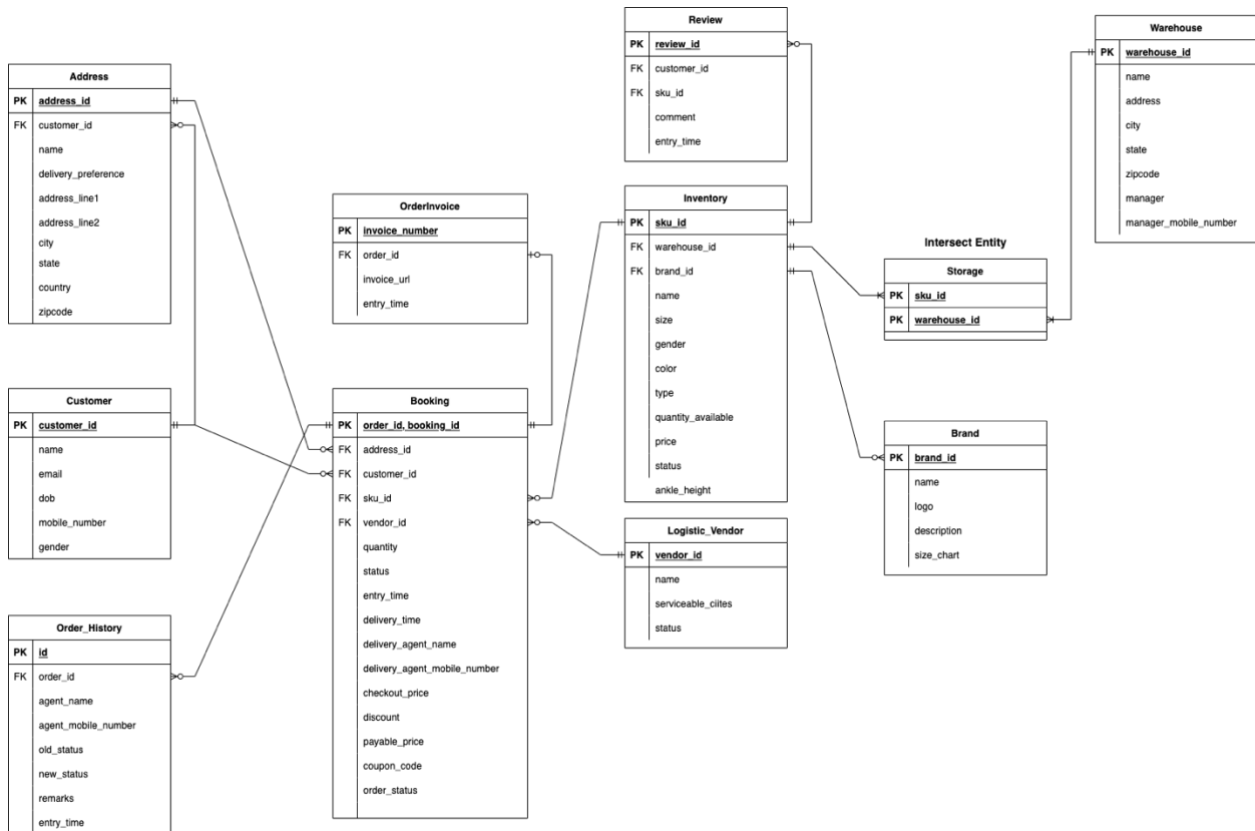 Address
PK address_id
FK customer_id
name
delivery_preference
address_line1
address_line2
city
state
country
zipcode
Customer
PK customer_id
name
email
dob
mobile_number
gender
Order_History
PK id
FK order_id
agent_name
agent_mobile_number
old_status
new_status
remarks
entry_time
OrderInvoice
PK invoice_number
FK order_id
invoice_url
entry_time
Booking
PK order_id, booking_id
FK address_id
FK customer_id
FK sku_id
FK vendor_id
quantity
status
entry_time
delivery_time
delivery_agent_name
delivery_agent_mobile_number
checkout_price
discount
payable_price
coupon_code
order_status
Review
PK review_id
FK customer_id
FK sku_id
comment
entry_time
Inventory
PK sku_id
FK warehouse_id
FK brand_id
name
size
gender
color
type
quantity_available
price
status
ankle_height
Logistic_Vendor
PK vendor_id
name
serviceable_ciites
status
Intersect Entity
Storage
PK sku_id
PK warehouse_id
Brand
PK brand_id
name
logo
description
size_chart
Warehouse
PK warehouse_id
name
address
city
state
zipcode
manager
manager_mobile_number